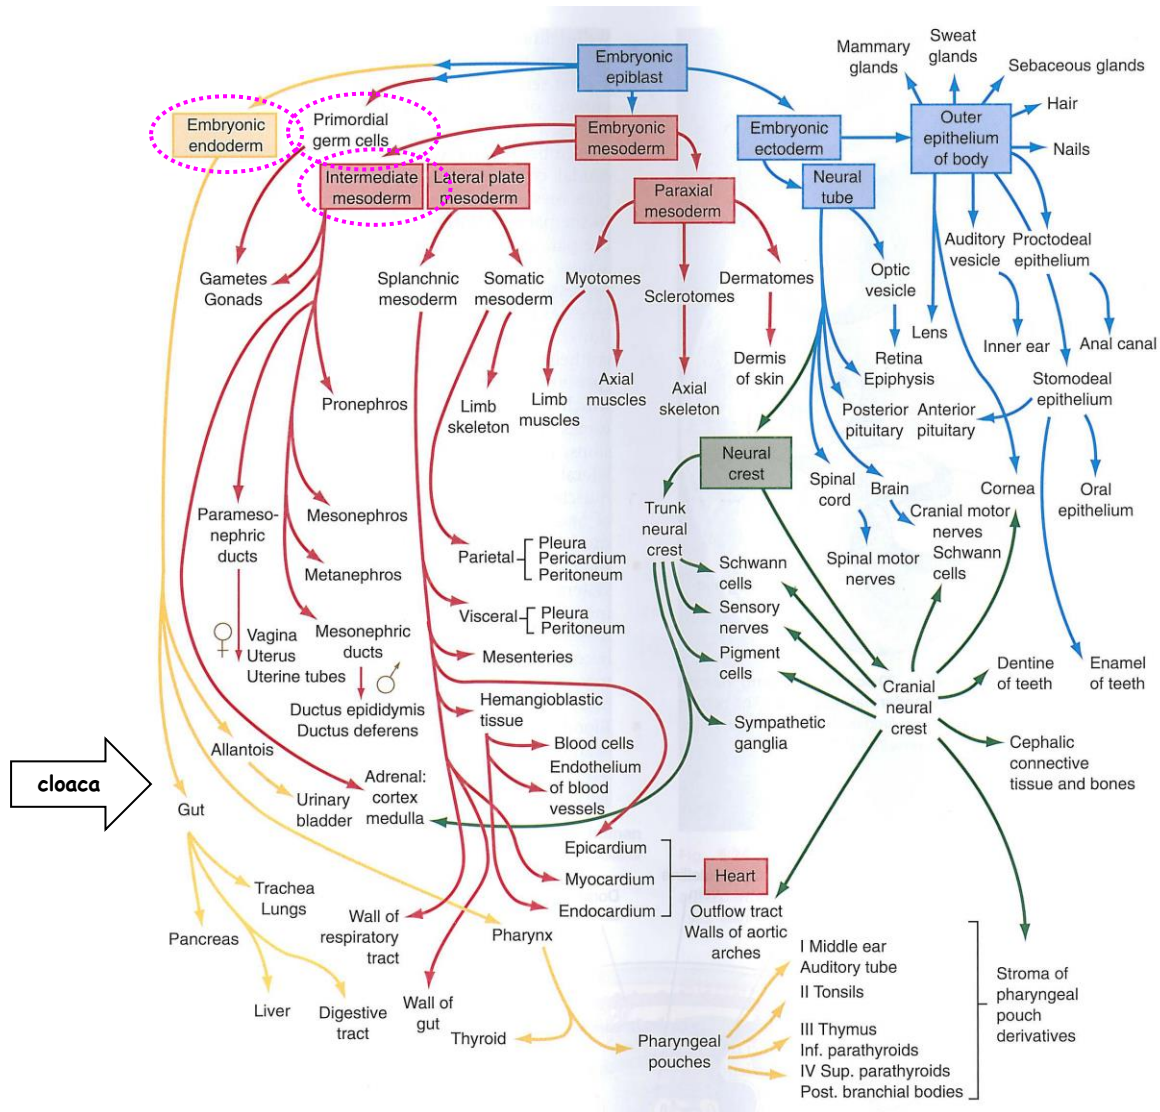 Embryonic
epiblast
Mammary
glands
Sweat
glands
Sebaceous glands
Hair
Nails
Outer
epithelium
of body
Embryonic
endoderm
Primordial
germ cells
Embryonic
mesoderm
Embryonic
ectoderm
Intermediate
mesoderm
Lateral plate
mesoderm
Paraxial
mesoderm
Neural
tube
Gametes
Gonads
Splanchnic
mesoderm
Somatic
mesoderm
Myotomes
Sclerotomes
Dermatomes
Optic
vesicle
Auditory
vesicle
Proctodeal
epithelium
Pronephros
Limb
skeleton
Limb
muscles
Axial
muscles
Axial
skeleton
Dermis
of skin
Retina
Epiphysis
Lens
Inner ear
Anal canal
Stomodeal
epithelium
Posterior
pituitary
Anterior
pituitary
Neural
crest
Spinal
cord
Brain
Cornea
Oral
epithelium
Parameso-
nephric
ducts
Mesonephros
Metanephros
Trunk
neural
crest
Cranial motor
nerves
Schwann
cells
Spinal motor
nerves
Parietal
Pleura
Pericardium
Peritoneum
Visceral
Pleura
Peritoneum
Schwann
cells
Sensory
nerves
Pigment
cells
♀
Vagina
Uterus
Uterine tubes
Mesonephric
ducts
♂
Ductus epididymis
Ductus deferens
Mesenteries
Hemangioblastic
tissue
Sympathetic
ganglia
Cranial
neural
crest
Dentine
of teeth
Enamel
of teeth
Cephalic
connective
tissue and bones
cloaca
Allantois
Gut
Urinary
bladder
Adrenal:
cortex
medulla
Blood cells
Endothelium
of blood
vessels
Epicardium
Myocardium
Endocardium
Heart
Outflow tract
Walls of aortic
arches
Trachea
Lungs
Pancreas
Liver
Digestive
tract
Wall of
respiratory
tract
Wall of
gut
Pharynx
Thyroid
Pharyngeal
pouches
I Middle ear
Auditory tube
II Tonsils
III Thymus
Inf. parathyroids
IV Sup. parathyroids
Post. branchial bodies
Stroma of
pharyngeal
pouch
derivatives